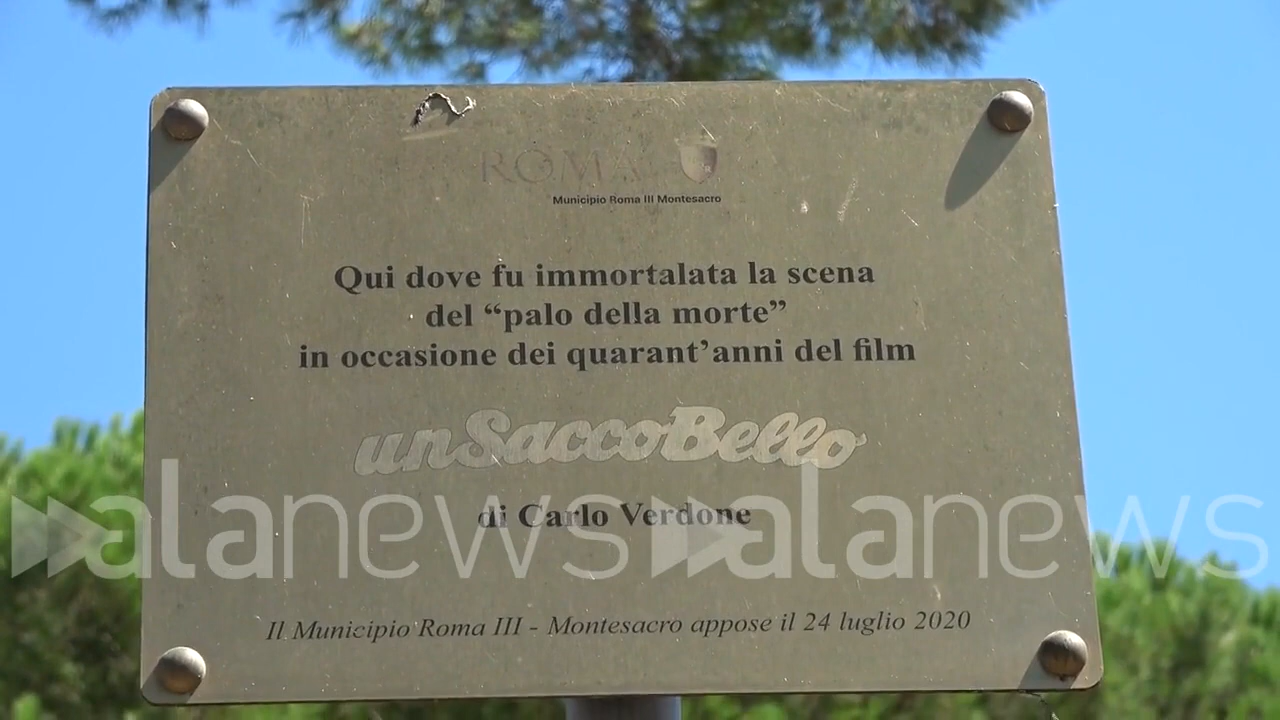 ROMA
Municipio Roma III Montesacro
Qui dove fu immortalata la scena
del “palo della morte”
in occasione dei quarant’anni del film
unSaccoBello
di Carlo Verdone
alanews alanews
Il Municipio Roma III - Montesacro appose il 24 luglio 2020